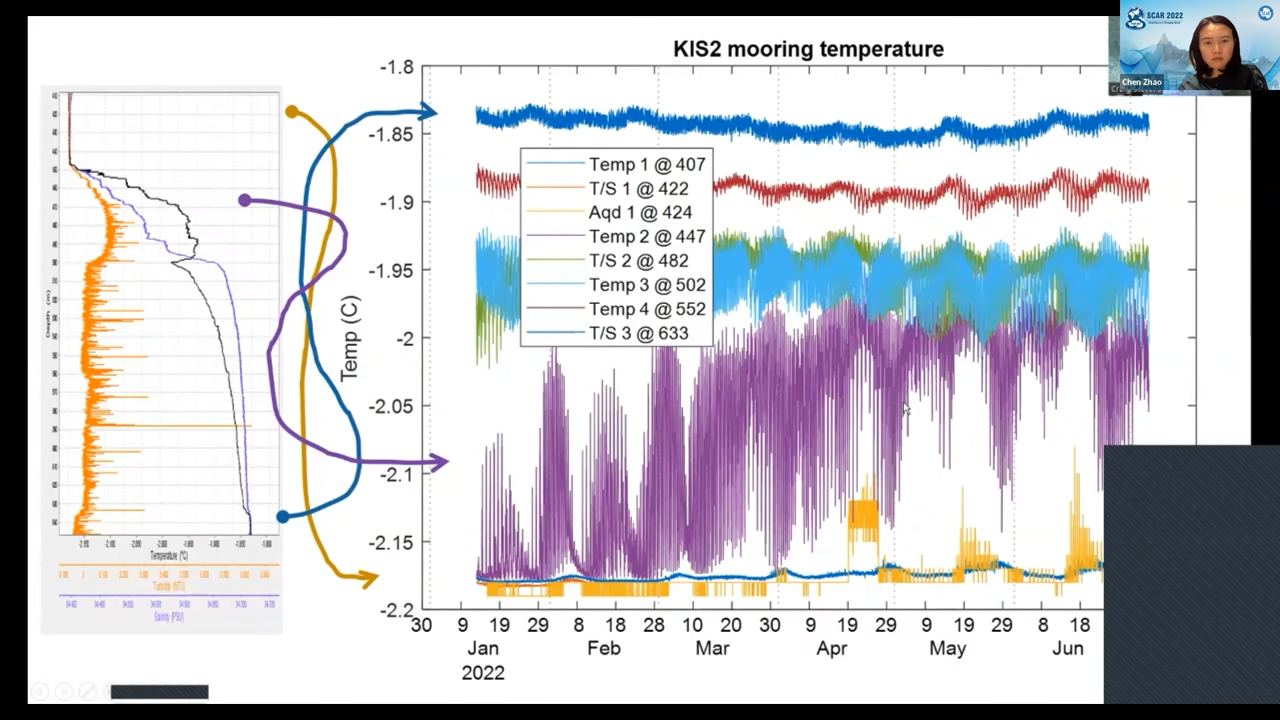 KIS2 mooring temperature
SCAR 2022
Chen Zhao
-1.8
-1.85
-1.9
-1.95
-2
-2.05
-2.1
-2.15
-2.2
Temp (C)
Temp 1 @ 407
T/S 1 @ 422
Aqd 1 @ 424
Temp 2 @ 447
T/S 2 @ 482
Temp 3 @ 502
Temp 4 @ 552
T/S 3 @ 633
30 9 19 29 8 18 28 10 20 30 9 19 29 9 19 29 8 18
Jan Feb Mar Apr May Jun
2022
Depth (m)
Temperature (°C)
Turbidity (NTU)
Salinity (PSU)